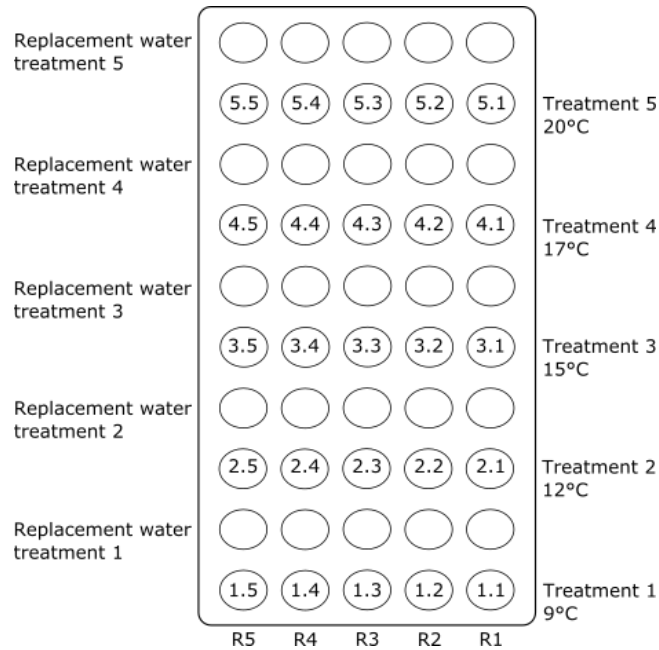 Replacement water
treatment 5
5.5 5.4 5.3 5.2 5.1
Treatment 5
20°C
Replacement water
treatment 4
4.5 4.4 4.3 4.2 4.1
Treatment 4
17°C
Replacement water
treatment 3
3.5 3.4 3.3 3.2 3.1
Treatment 3
15°C
Replacement water
treatment 2
2.5 2.4 2.3 2.2 2.1
Treatment 2
12°C
Replacement water
treatment 1
1.5 1.4 1.3 1.2 1.1
Treatment 1
9°C
R5 R4 R3 R2 R1